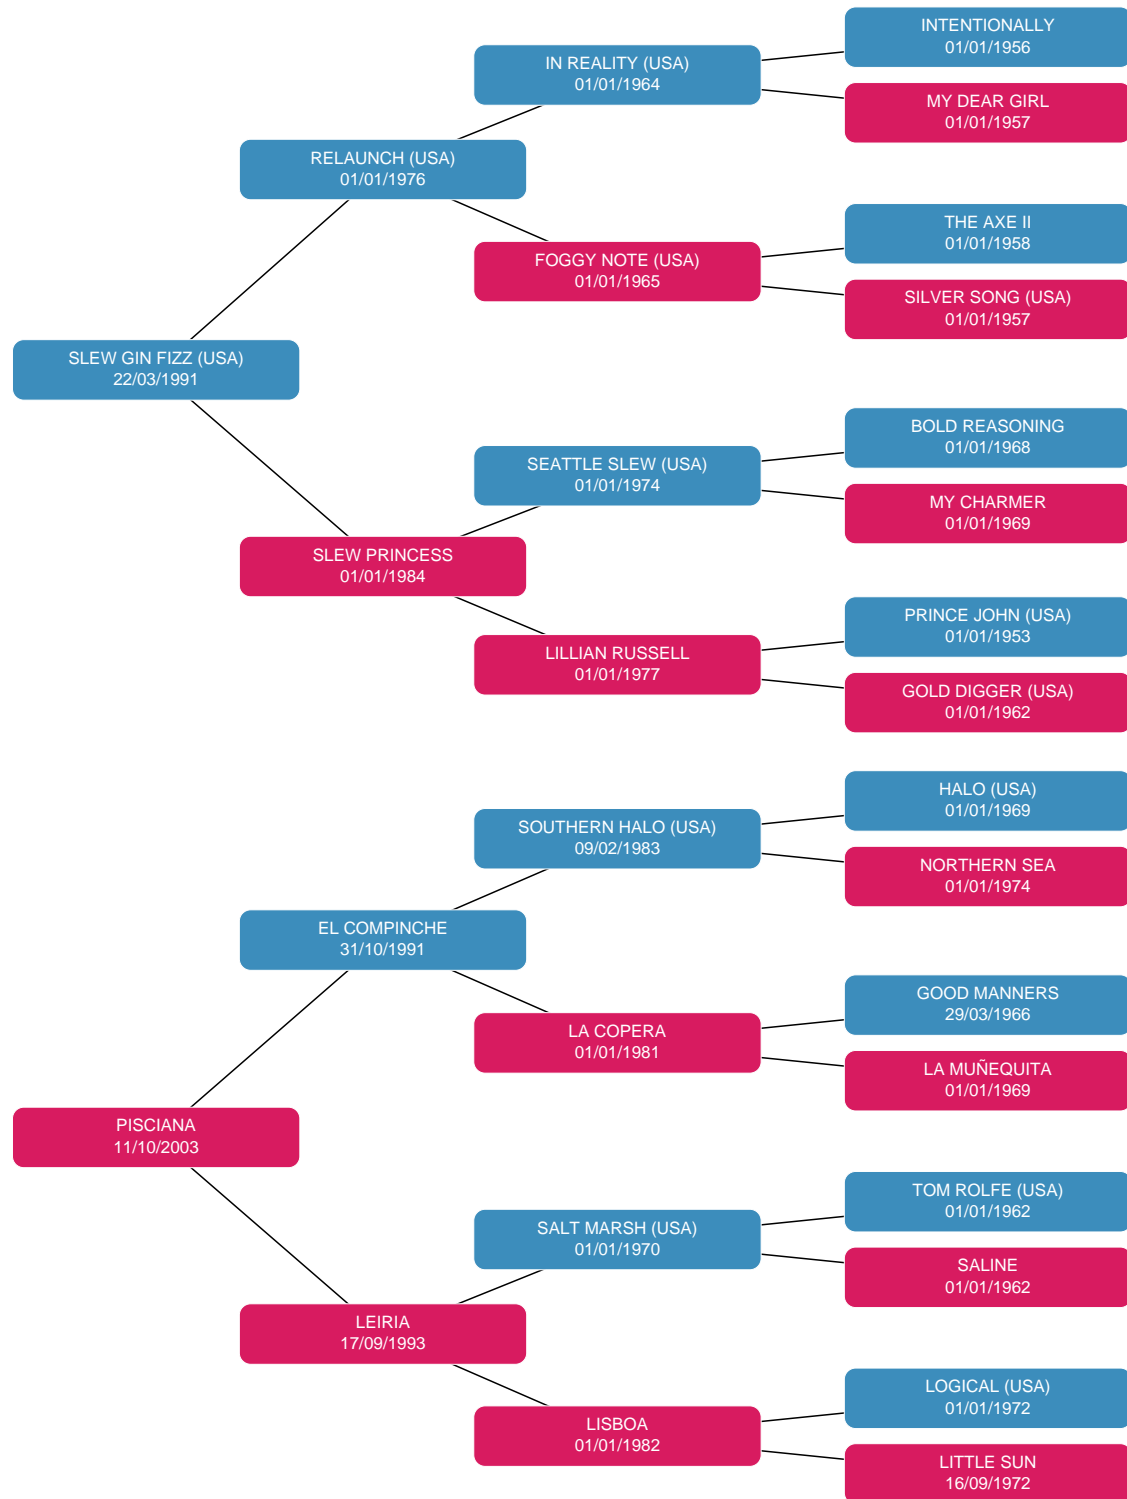 INTENTIONALLY
01/01/1956
IN REALITY (USA)
01/01/1964
MY DEAR GIRL
01/01/1957
RELAUNCH (USA)
01/01/1976
THE AXE II
01/01/1958
FOGGY NOTE (USA)
01/01/1965
SILVER SONG (USA)
01/01/1957
SLEW GIN FIZZ (USA)
22/03/1991
BOLD REASONING
01/01/1968
SEATTLE SLEW (USA)
01/01/1974
MY CHARMER
01/01/1969
SLEW PRINCESS
01/01/1984
PRINCE JOHN (USA)
01/01/1953
LILLIAN RUSSELL
01/01/1977
GOLD DIGGER (USA)
01/01/1962
HALO (USA)
01/01/1969
SOUTHERN HALO (USA)
09/02/1983
NORTHERN SEA
01/01/1974
EL COMPINCHE
31/10/1991
GOOD MANNERS
29/03/1966
LA COPERA
01/01/1981
LA MUÑEQUITA
01/01/1969
PISCIANA
11/10/2003
TOM ROLFE (USA)
01/01/1962
SALT MARSH (USA)
01/01/1970
SALINE
01/01/1962
LEIRIA
17/09/1993
LOGICAL (USA)
01/01/1972
LISBOA
01/01/1982
LITTLE SUN
16/09/1972